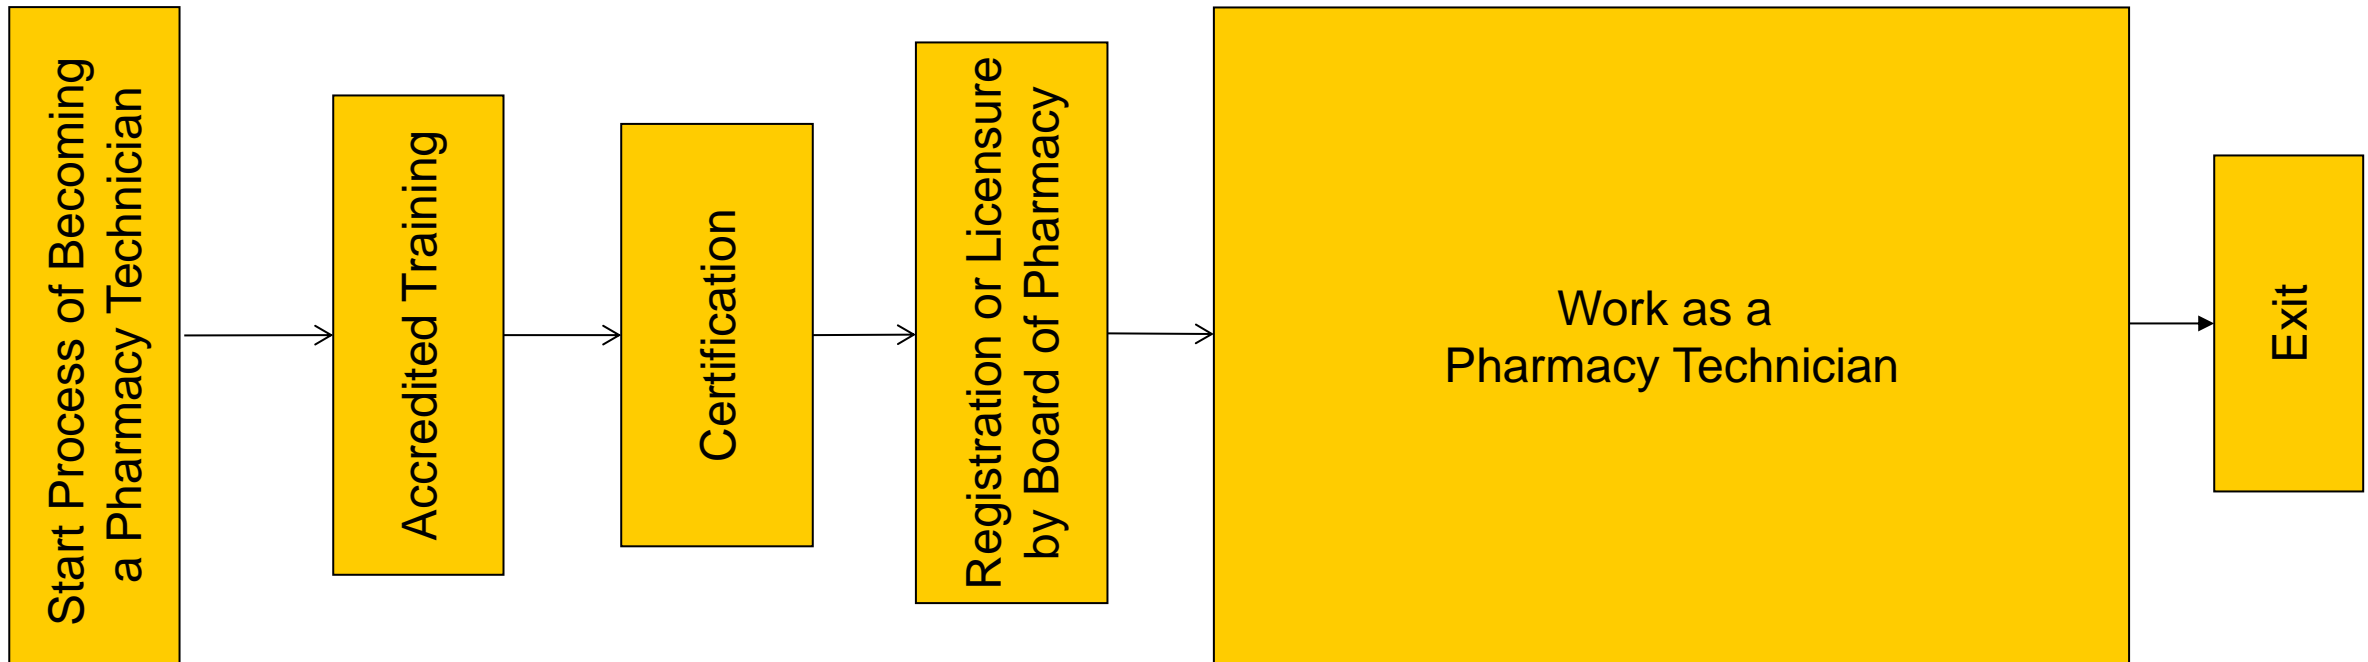 Start Process of Becoming
a Pharmacy Technician
Accredited Training
Certification
Registration or Licensure
by Board of Pharmacy
Work as a
Pharmacy Technician
Exit